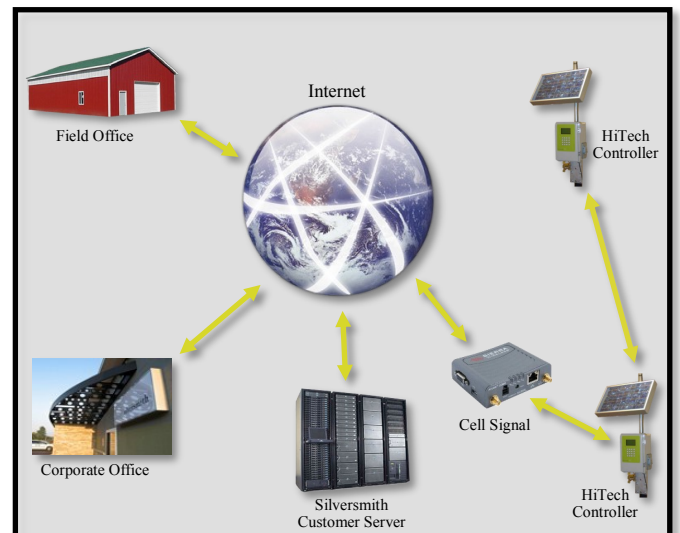 Internet
Field Office
HiTech
Controller
Cell Signal
Corporate Office
Silversmith
Customer Server
HiTech
Controller